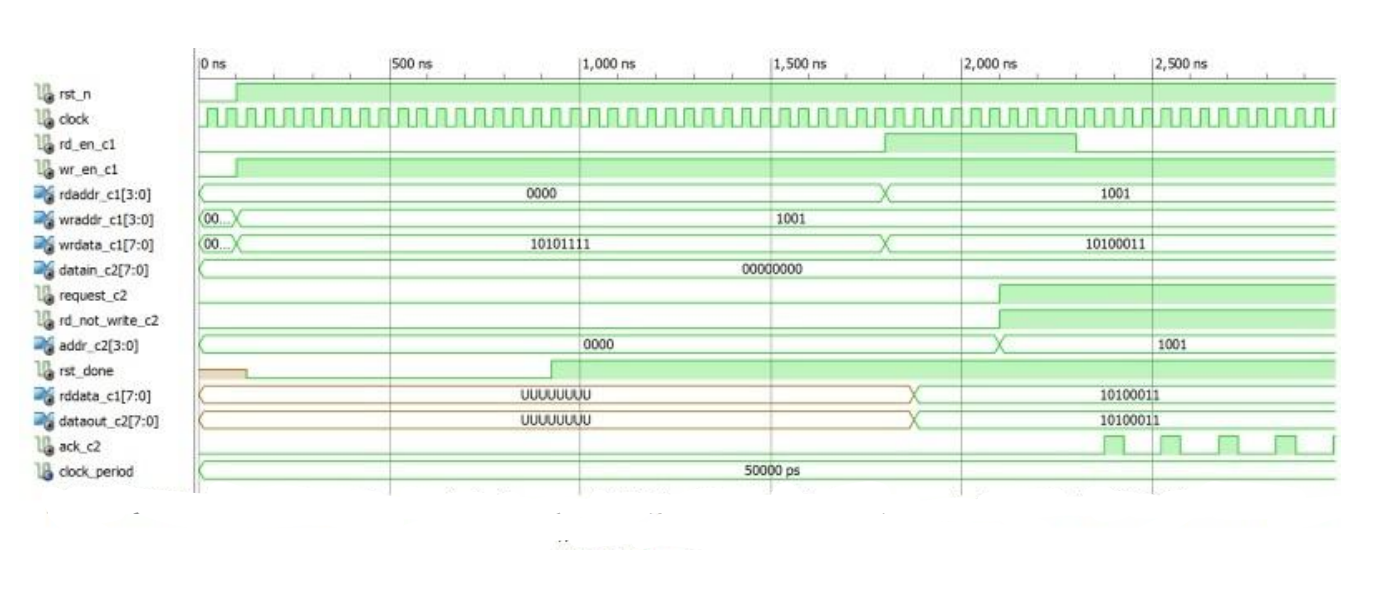 0 ns 500 ns 1,000 ns 1,500 ns 2,000 ns 2,500 ns
rst_n
clock
rd_en_c1
wr_en_c1
rdaddr_c1[3:0] 0000 1001
wraddr_c1[3:0] 00... 1001
wrdata_c1[7:0] 00... 10101111 10100011
datain_c2[7:0] 00000000
request_c2
rd_not_write_c2
addr_c2[3:0] 0000 1001
rst_done
rddata_c1[7:0] UUUUUUUU 10100011
dataout_c2[7:0] UUUUUUUU 10100011
ack_c2
clock_period 50000 ps